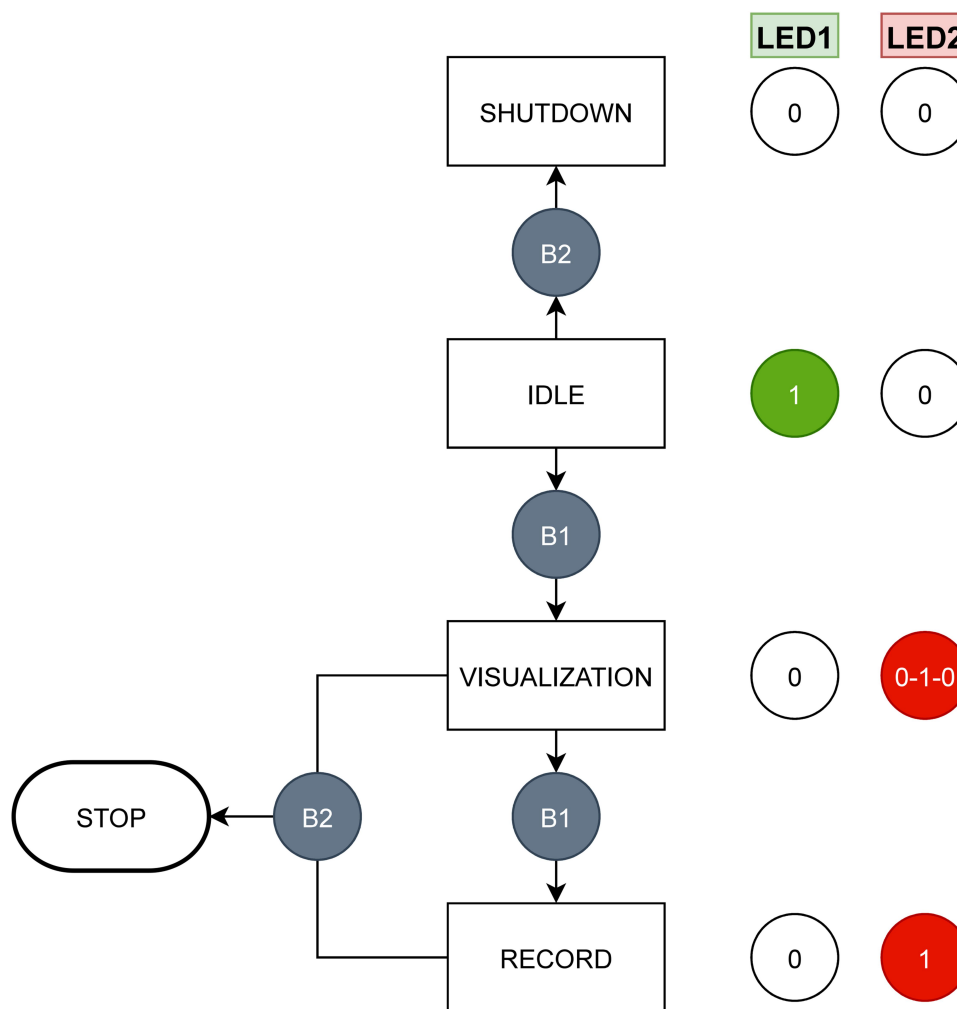 LED1 LED2
SHUTDOWN 0 0
B2
IDLE 1 0
B1
VISUALIZATION 0 0-1-0
STOP B2 B1
RECORD 0 1